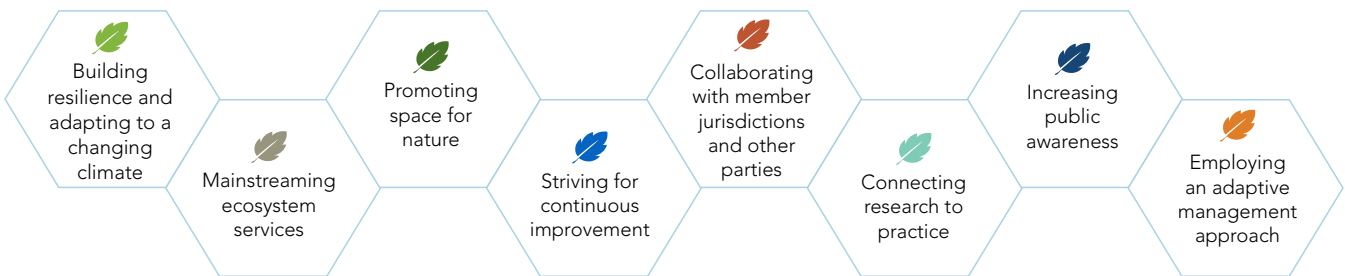 Building
resilience and
adapting to a
changing
climate
Mainstreaming
ecosystem
services
Promoting
space for
nature
Striving for
continuous
improvement
Collaborating
with member
jurisdictions
and other
parties
Connecting
research to
practice
Increasing
public
awareness
Employing
an adaptive
management
approach